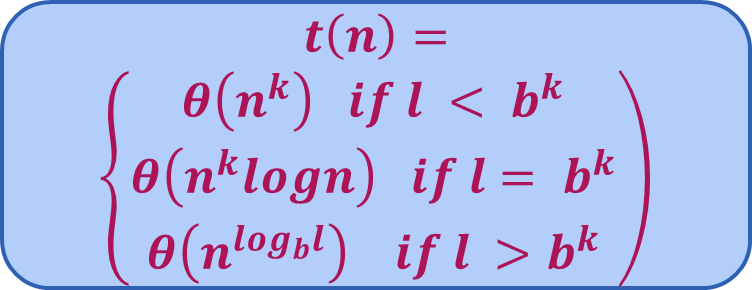 t(n) =
θ(n^k) if l < b^k
θ(n^k logn) if l = b^k
θ(n^{log_b l}) if l > b^k